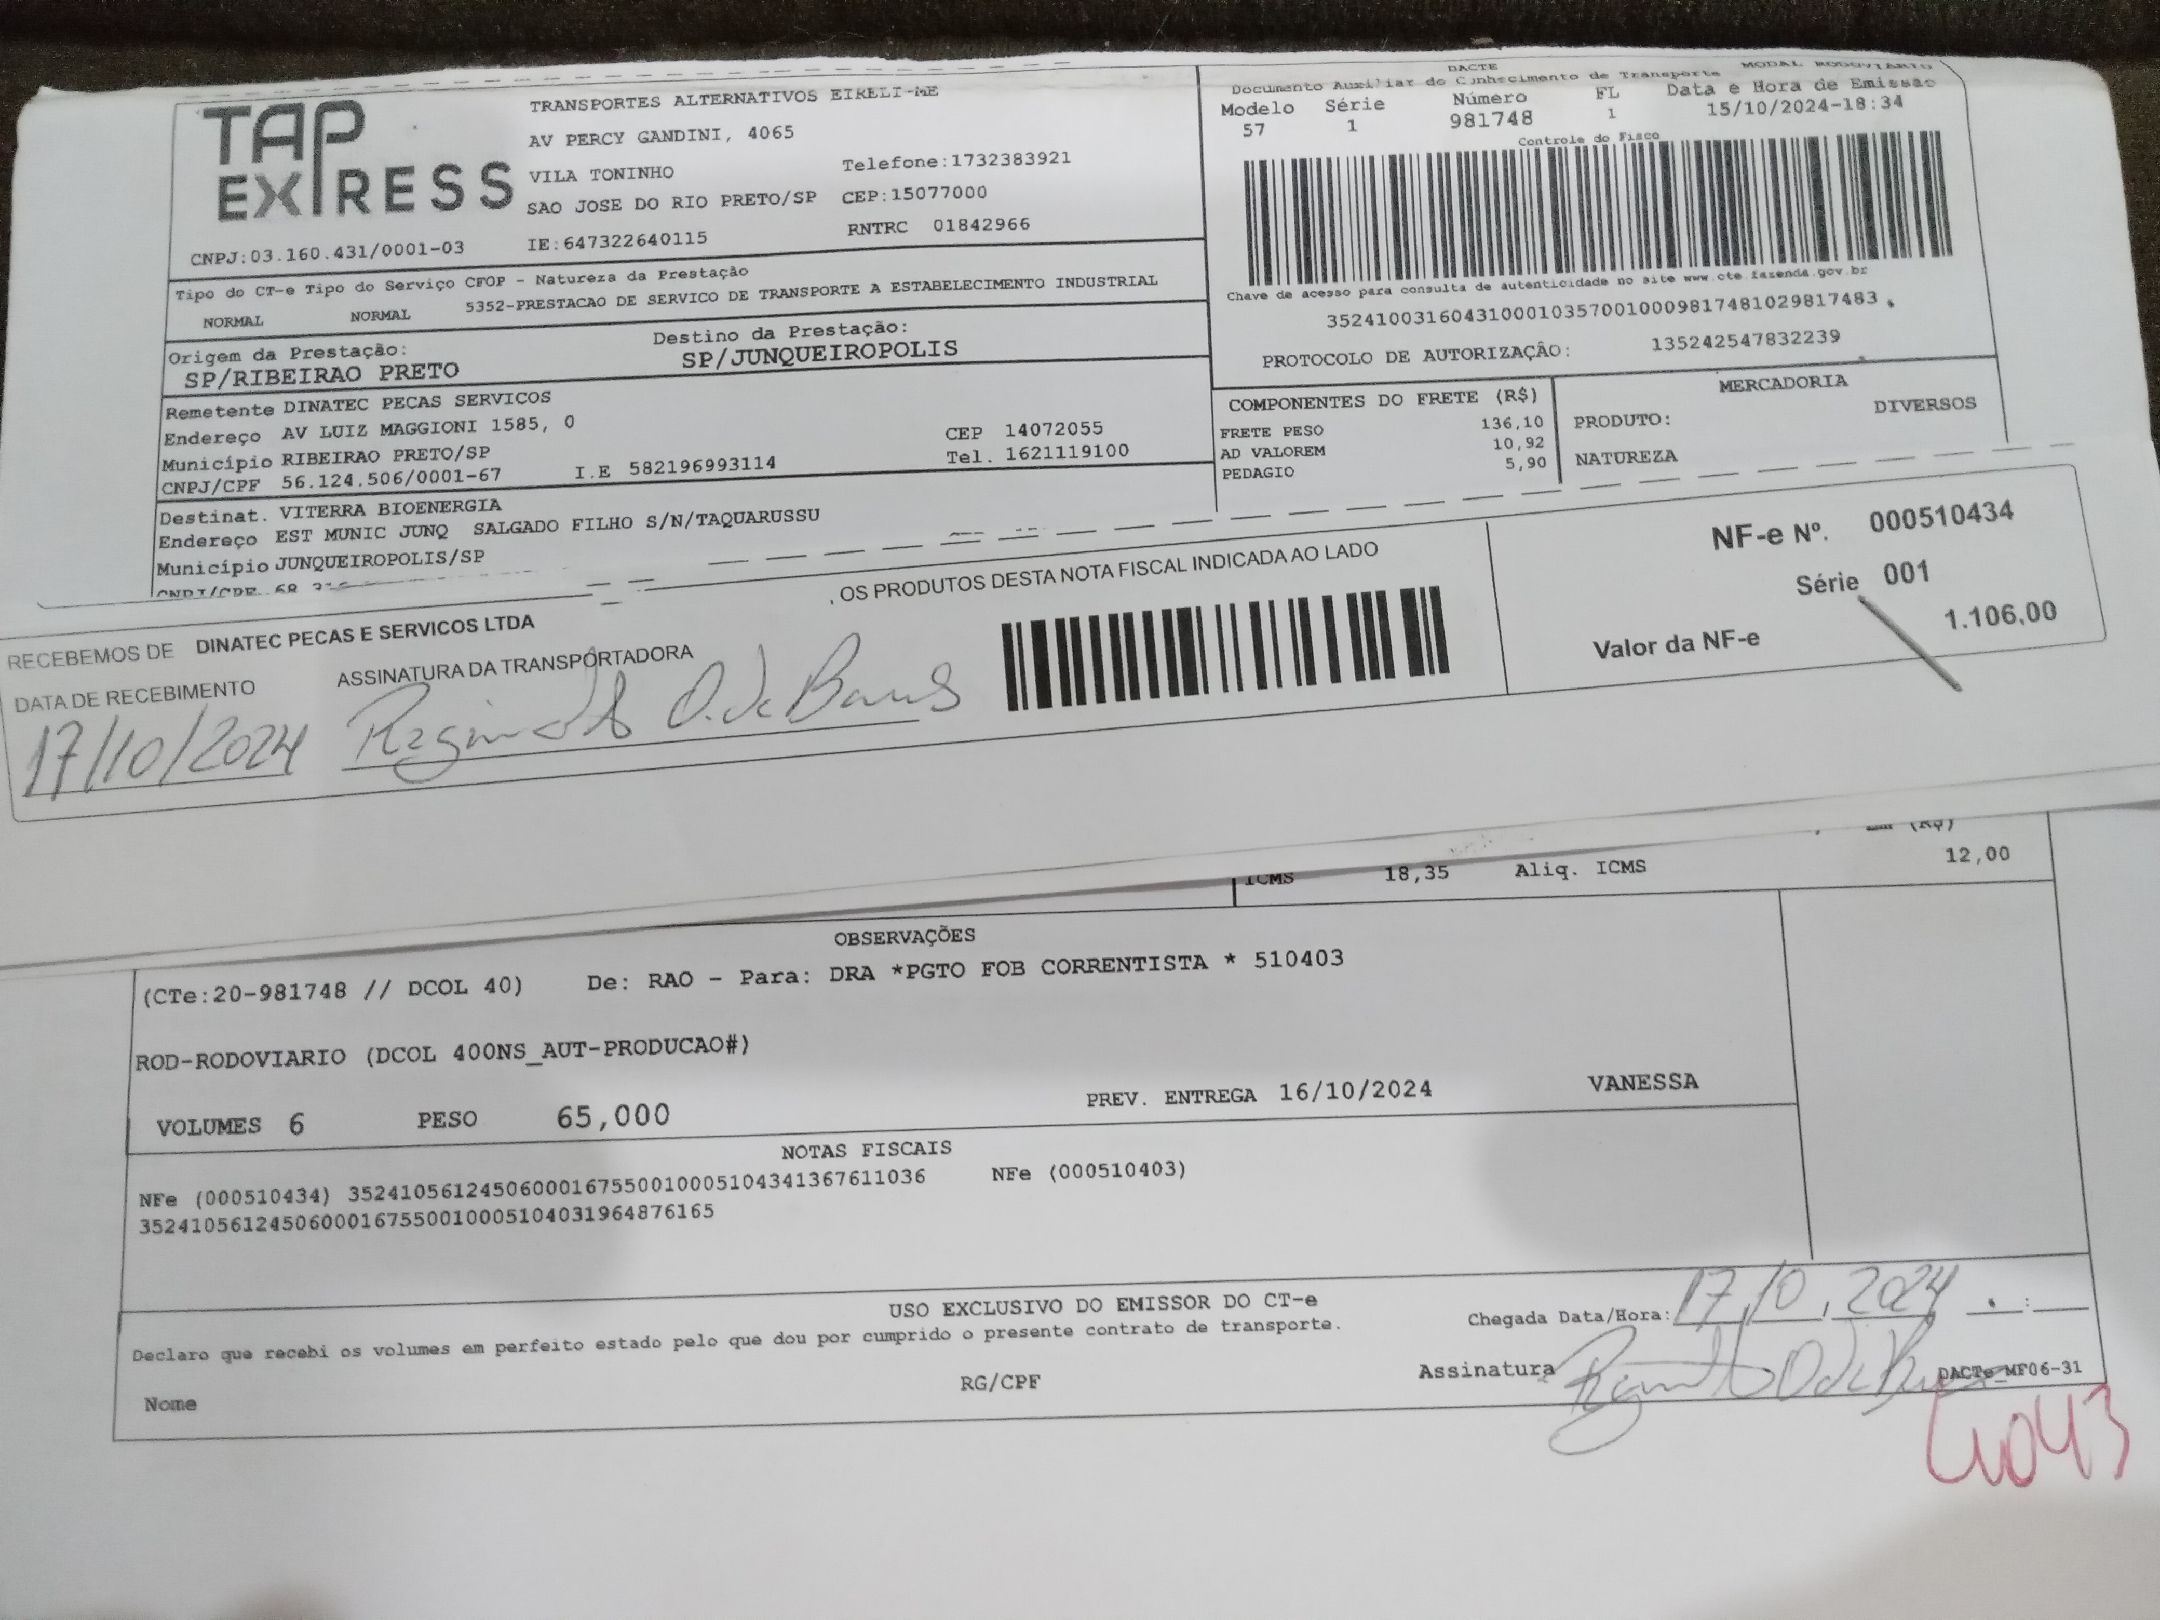 TAP EXPRESS
TRANSPORTES ALTERNATIVOS EIRELI-ME
AV PERCY GANDINI, 4065
VILA TONINHO Telefone:1732383921
SAO JOSE DO RIO PRETO/SP CEP:15077000
CNPJ:03.160.431/0001-03 IE:647322640115 RNTRC 01842966
DACTE MODAL RODOVIARIO
Documento Auxiliar do Conhecimento de Transporte
Modelo Série Número FL Data e Hora de Emissão
57 1 981748 1 15/10/2024-18:34
Controle do Fisco
Chave de acesso para consulta de autenticidade no site www.cte.fazenda.gov.br
35241003160431000103570010009817481029817483
PROTOCOLO DE AUTORIZAÇÃO: 135242547832239
Tipo do CT-e Tipo do Serviço CFOP - Natureza da Prestação
NORMAL NORMAL 5352-PRESTACAO DE SERVICO DE TRANSPORTE A ESTABELECIMENTO INDUSTRIAL
Origem da Prestação: Destino da Prestação:
SP/RIBEIRAO PRETO SP/JUNQUEIROPOLIS
Remetente DINATEC PECAS SERVICOS
Endereço AV LUIZ MAGGIONI 1585, 0 CEP 14072055
Município RIBEIRAO PRETO/SP Tel. 1621119100
CNPJ/CPF 56.124.506/0001-67 I.E 582196993114
COMPONENTES DO FRETE (R$)
FRETE PESO 136,10
AD VALOREM 10,92
PEDAGIO 5,90
MERCADORIA
PRODUTO: DIVERSOS
NATUREZA
Destinat. VITERRA BIOENERGIA
Endereço EST MUNIC JUNQ SALGADO FILHO S/N/TAQUARUSSU
Município JUNQUEIROPOLIS/SP
CNPJ/CPF 68
RECEBEMOS DE DINATEC PECAS E SERVICOS LTDA , OS PRODUTOS DESTA NOTA FISCAL INDICADA AO LADO
DATA DE RECEBIMENTO ASSINATURA DA TRANSPORTADORA
17/10/2024
NF-e Nº. 000510434
Série 001
Valor da NF-e 1.106,00
(R$)
ICMS 18,35 Aliq. ICMS 12,00
OBSERVAÇÕES
(CTe:20-981748 // DCOL 40) De: RAO - Para: DRA *PGTO FOB CORRENTISTA * 510403
ROD-RODOVIARIO (DCOL 400NS_AUT-PRODUCAO#)
VOLUMES 6 PESO 65,000 PREV. ENTREGA 16/10/2024 VANESSA
NOTAS FISCAIS
NFe (000510434) 35241056124506000167550010005104341367611036 NFe (000510403)
35241056124506000167550010005104031964876165
USO EXCLUSIVO DO EMISSOR DO CT-e
Declaro que recebi os volumes em perfeito estado pelo que dou por cumprido o presente contrato de transporte.
Chegada Data/Hora: 17,10,2024
Nome RG/CPF Assinatura DACTe_MF06-31
4043